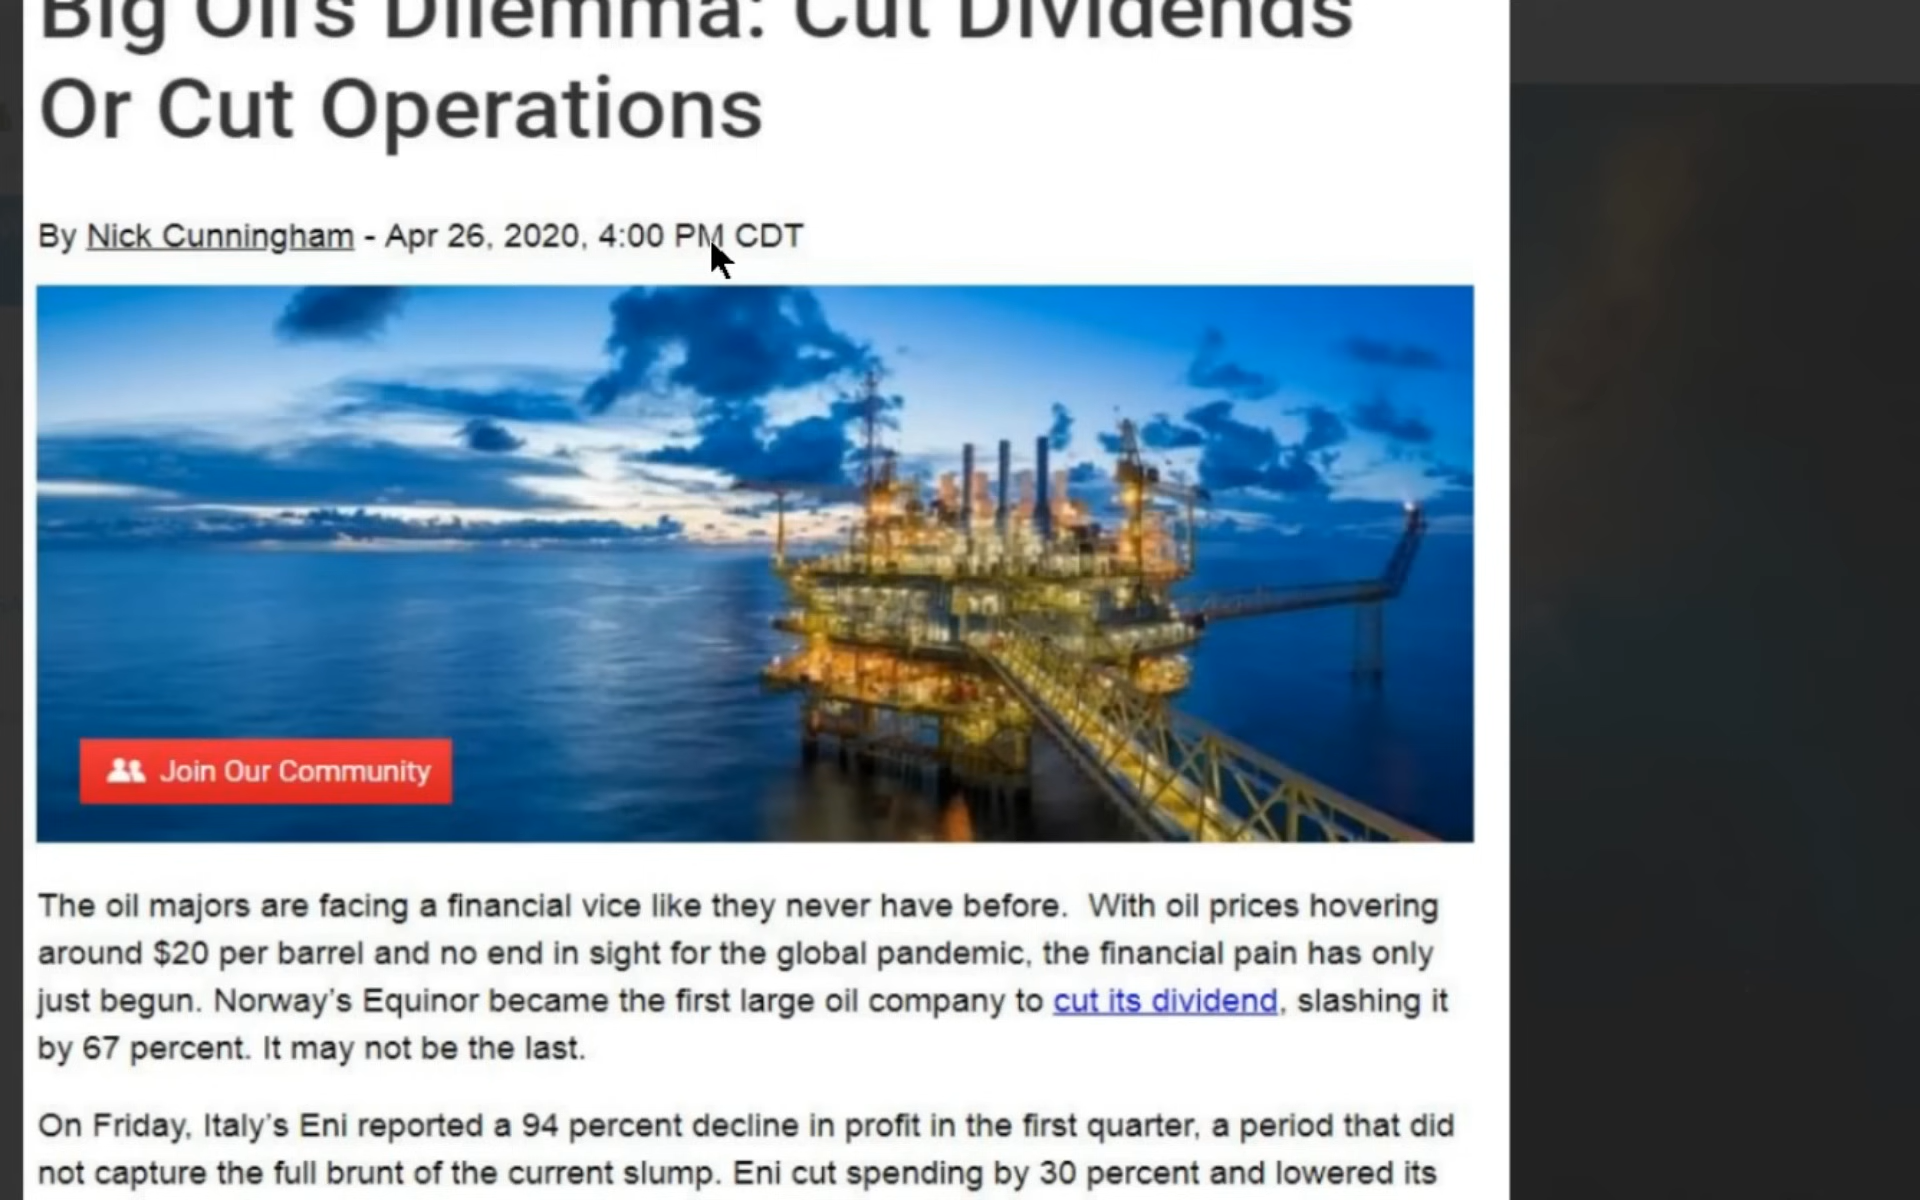 Big Oil's Dilemma: Cut Dividends
Or Cut Operations
By Nick Cunningham - Apr 26, 2020, 4:00 PM CDT
Join Our Community
The oil majors are facing a financial vice like they never have before.  With oil prices hovering
around $20 per barrel and no end in sight for the global pandemic, the financial pain has only
just begun. Norway's Equinor became the first large oil company to cut its dividend, slashing it
by 67 percent. It may not be the last.
On Friday, Italy's Eni reported a 94 percent decline in profit in the first quarter, a period that did
not capture the full brunt of the current slump. Eni cut spending by 30 percent and lowered its